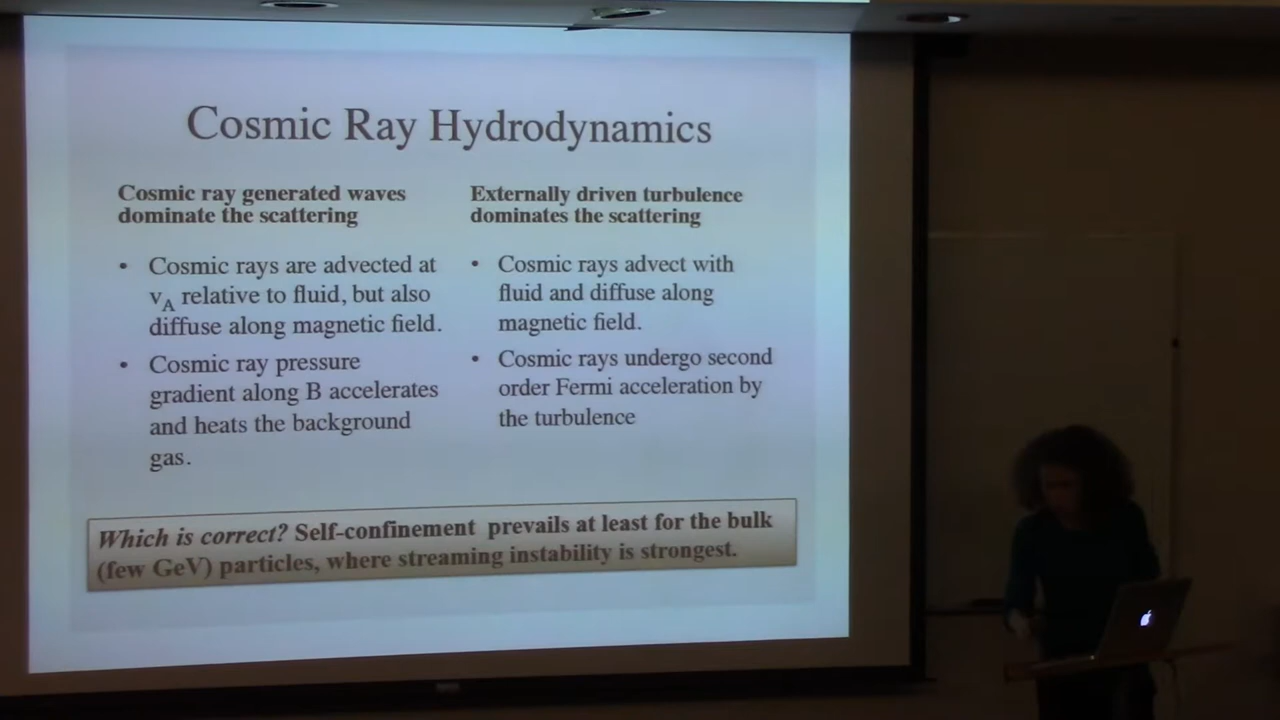 Cosmic Ray Hydrodynamics
Cosmic ray generated waves
dominate the scattering
• Cosmic rays are advected at
vA relative to fluid, but also
diffuse along magnetic field.
• Cosmic ray pressure
gradient along B accelerates
and heats the background
gas.
Externally driven turbulence
dominates the scattering
• Cosmic rays advect with
fluid and diffuse along
magnetic field.
• Cosmic rays undergo second
order Fermi acceleration by
the turbulence
Which is correct? Self-confinement prevails at least for the bulk
(few GeV) particles, where streaming instability is strongest.